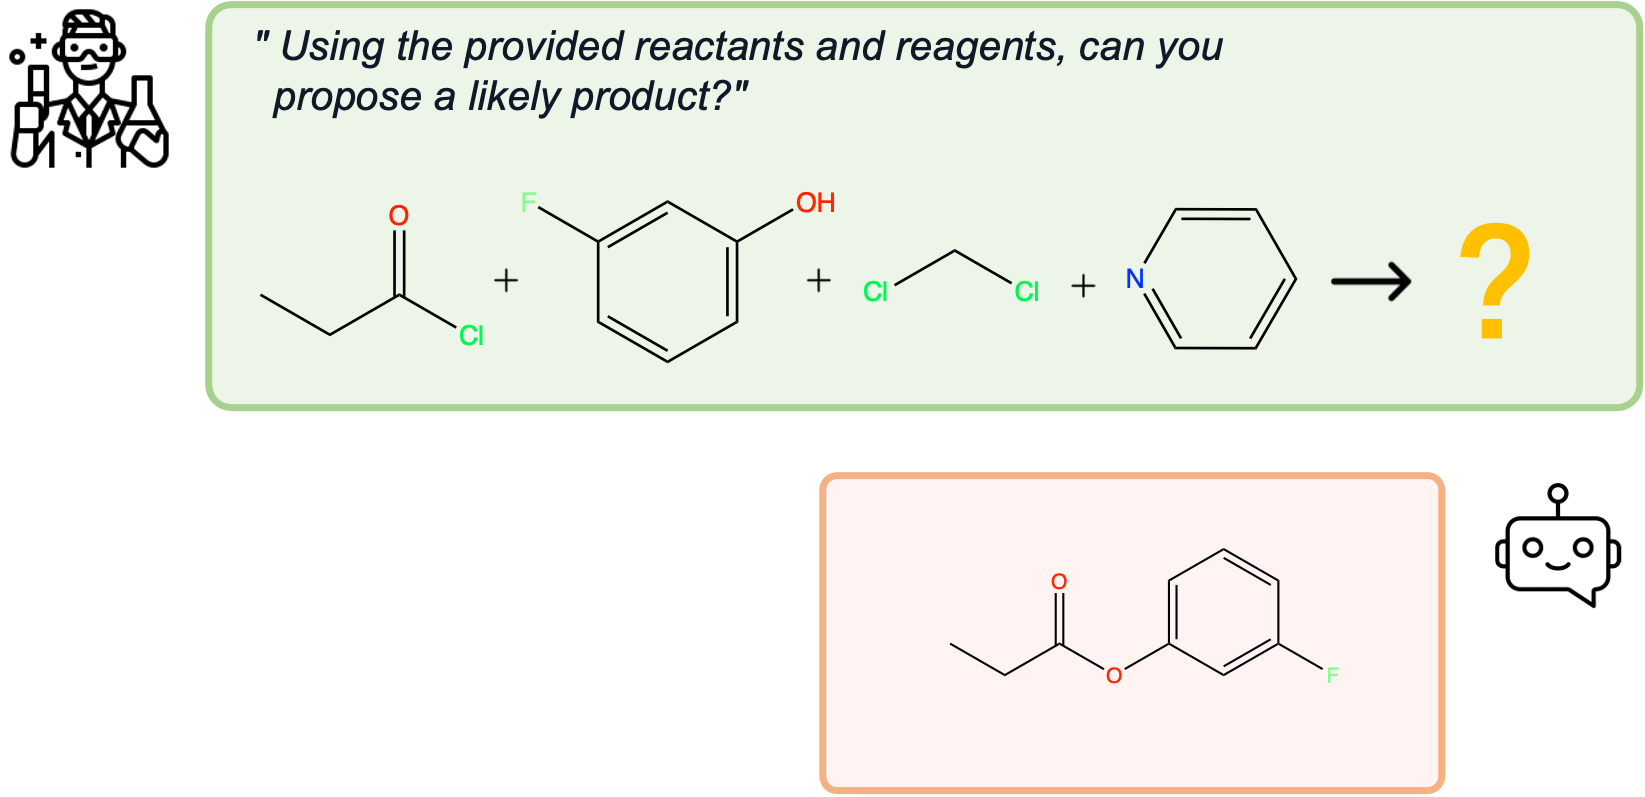 " Using the provided reactants and reagents, can you
propose a likely product?"
O
Cl
+
F
OH
+
Cl
Cl
+
N
?
O
O
F